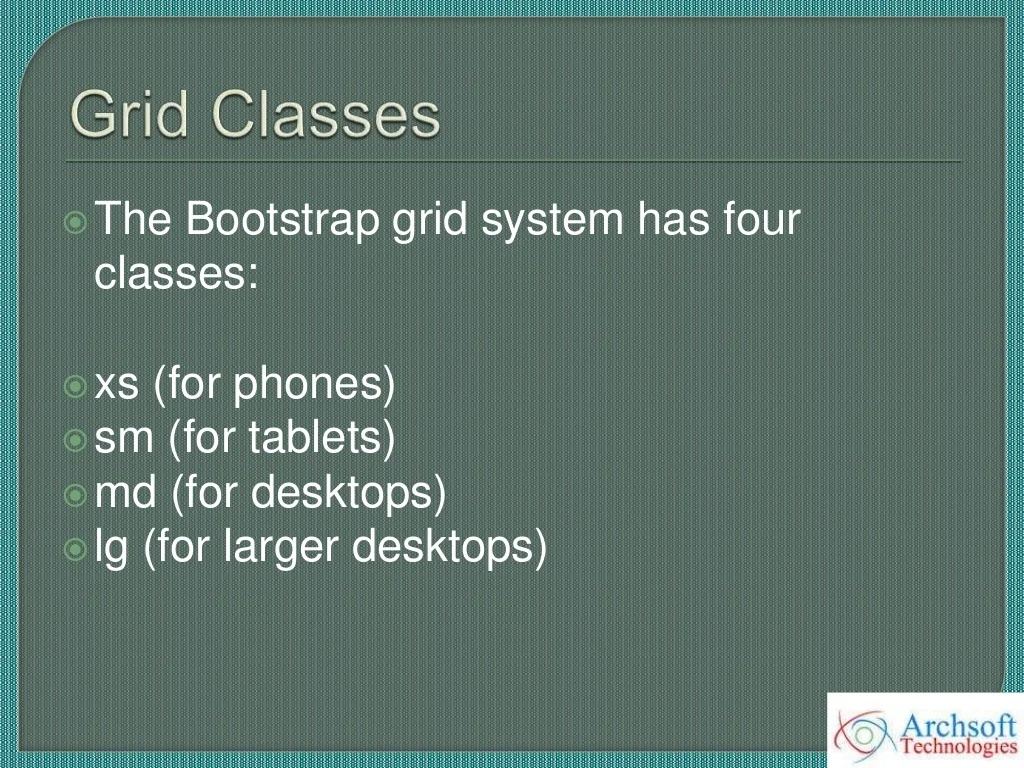 Grid Classes
The Bootstrap grid system has four
classes:
xs (for phones)
sm (for tablets)
md (for desktops)
lg (for larger desktops)
Archsoft
Technologies